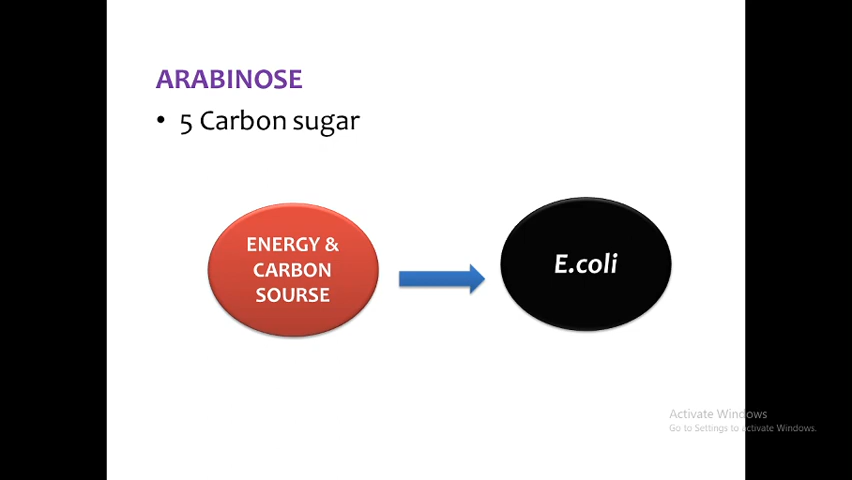 ARABINOSE
• 5 Carbon sugar
ENERGY &
CARBON
SOURSE
E.coli
Activate Windows
Go to Settings to activate Windows.